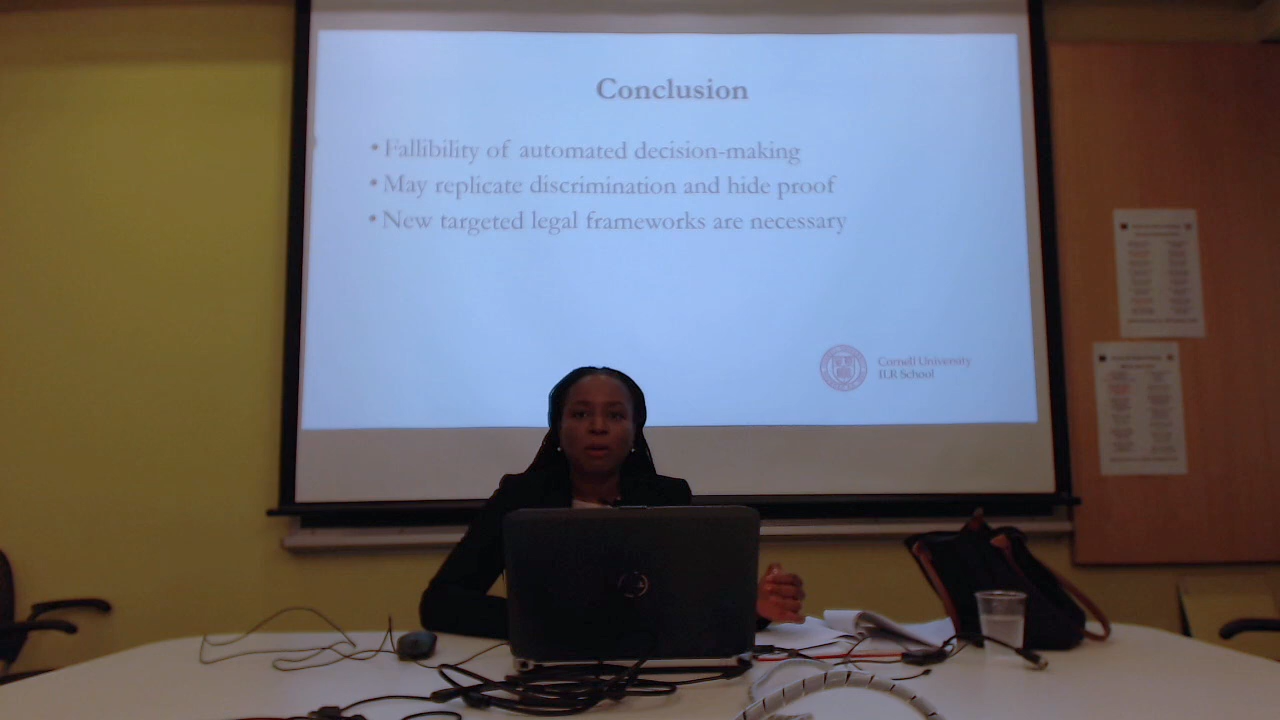 Conclusion
• Fallibility of automated decision-making
• May replicate discrimination and hide proof
• New targeted legal frameworks are necessary
Cornell University
ILR School